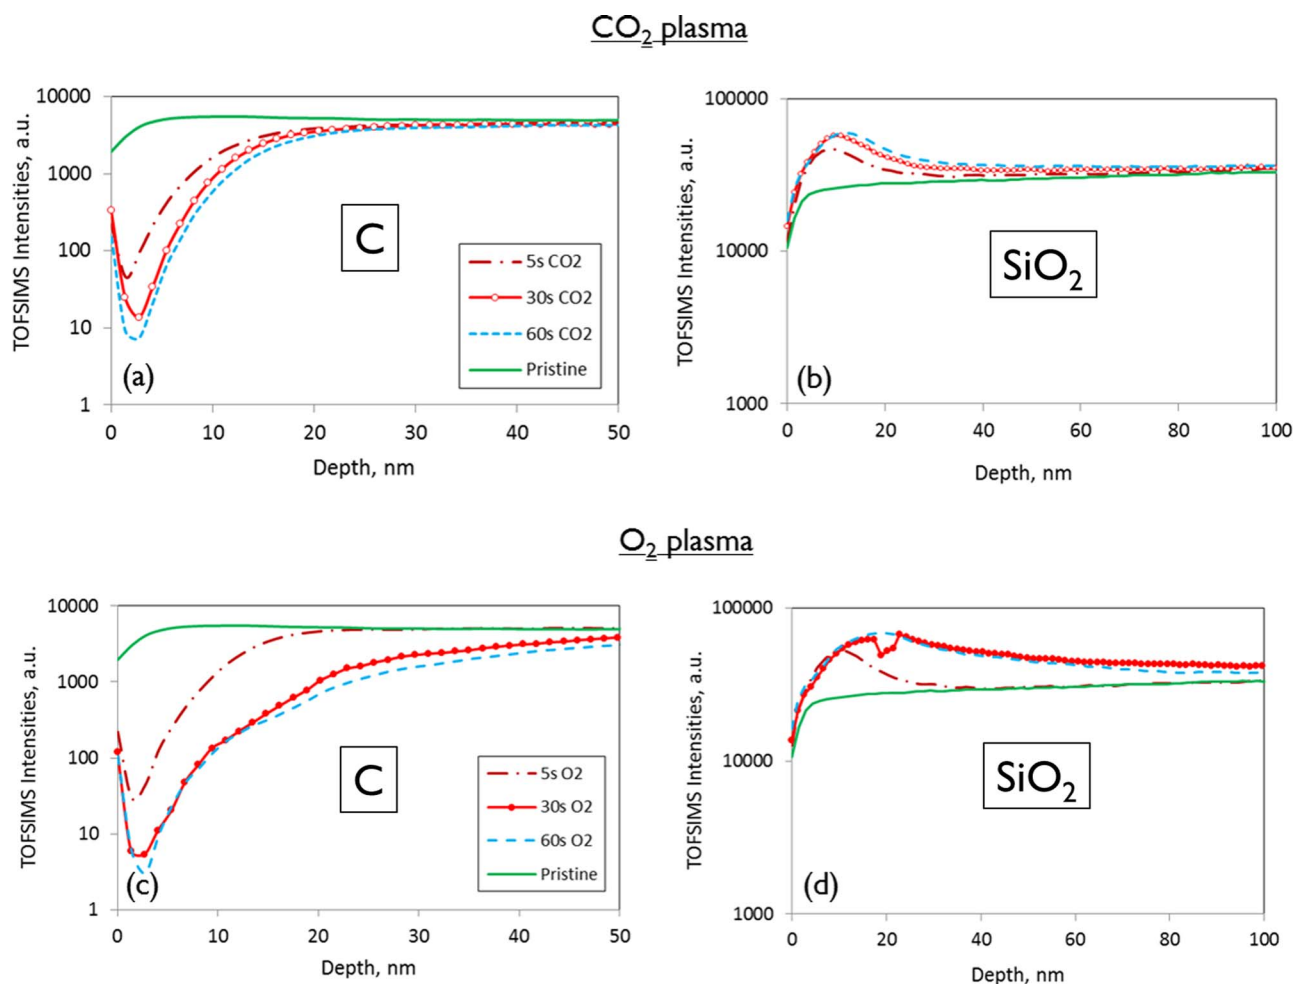 CO2 plasma
TOFSIMS Intensities, a.u.
10000
1000
100
10
1
0
10
20
30
40
50
Depth, nm
C
5s CO2
30s CO2
60s CO2
Pristine
(a)
TOFSIMS Intensities, a.u.
100000
10000
1000
0
20
40
60
80
100
Depth, nm
SiO2
(b)
O2 plasma
TOFSIMS Intensities, a.u.
10000
1000
100
10
1
0
10
20
30
40
50
Depth, nm
C
5s O2
30s O2
60s O2
Pristine
(c)
TOFSIMS Intensities, a.u.
100000
10000
1000
0
20
40
60
80
100
Depth, nm
SiO2
(d)